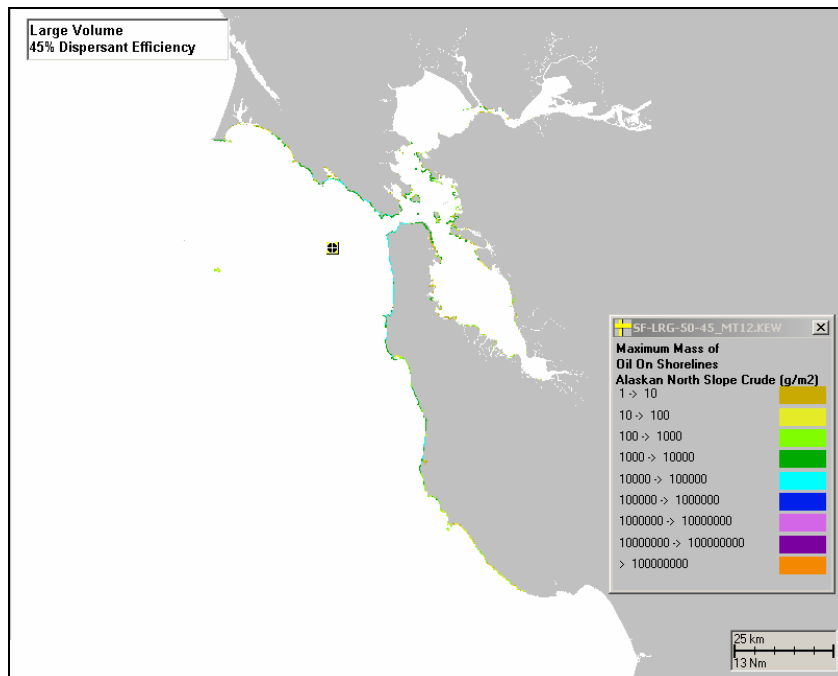 Large Volume
45% Dispersant Efficiency
SF-LRG-50-45_MT12.KEW
Maximum Mass of
Oil On Shorelines
Alaskan North Slope Crude (g/m2)
1 -> 10
10 -> 100
100 -> 1000
1000 -> 10000
10000 -> 100000
100000 -> 1000000
1000000 -> 10000000
10000000 -> 100000000
> 100000000
25 km
13 Nm